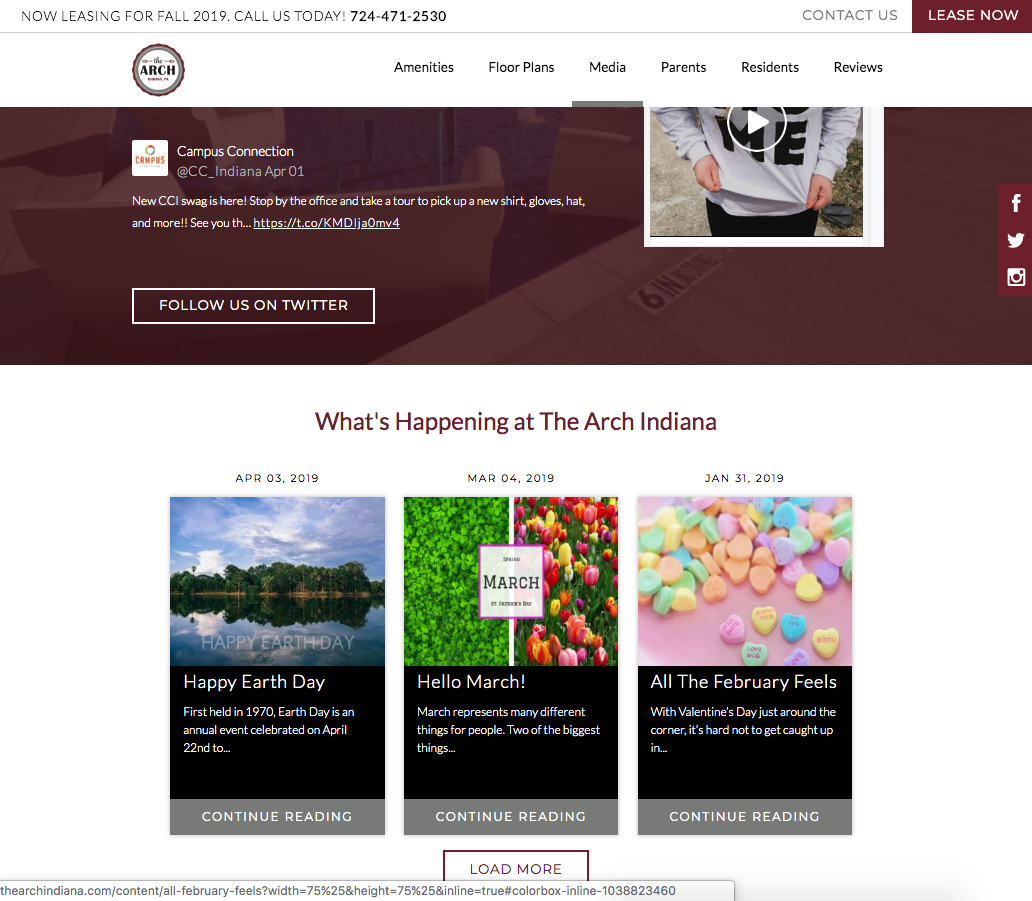 NOW LEASING FOR FALL 2019. CALL US TODAY! 724-471-2530
CONTACT US
LEASE NOW
the
ARCH
INDIANA, PA
Amenities
Floor Plans
Media
Parents
Residents
Reviews
ME
CAMPUS
Campus Connection
@CC_Indiana Apr 01
New CCI swag is here! Stop by the office and take a tour to pick up a new shirt, gloves, hat,
and more!! See you th... https://t.co/KMDIja0mv4
6 IN
FOLLOW US ON TWITTER
What's Happening at The Arch Indiana
APR 03, 2019
MAR 04, 2019
JAN 31, 2019
HAPPY EARTH DAY
SPRING
MARCH
ST. PATRICK'S DAY
LOVE
Happy Earth Day
First held in 1970, Earth Day is an
annual event celebrated on April
22nd to...
CONTINUE READING
Hello March!
March represents many different
things for people. Two of the biggest
things...
CONTINUE READING
All The February Feels
With Valentine’s Day just around the
corner, it’s hard not to get caught up
in...
CONTINUE READING
LOAD MORE
thearchindiana.com/content/all-february-feels?width=75%25&height=75%25&inline=true#colorbox-inline-1038823460